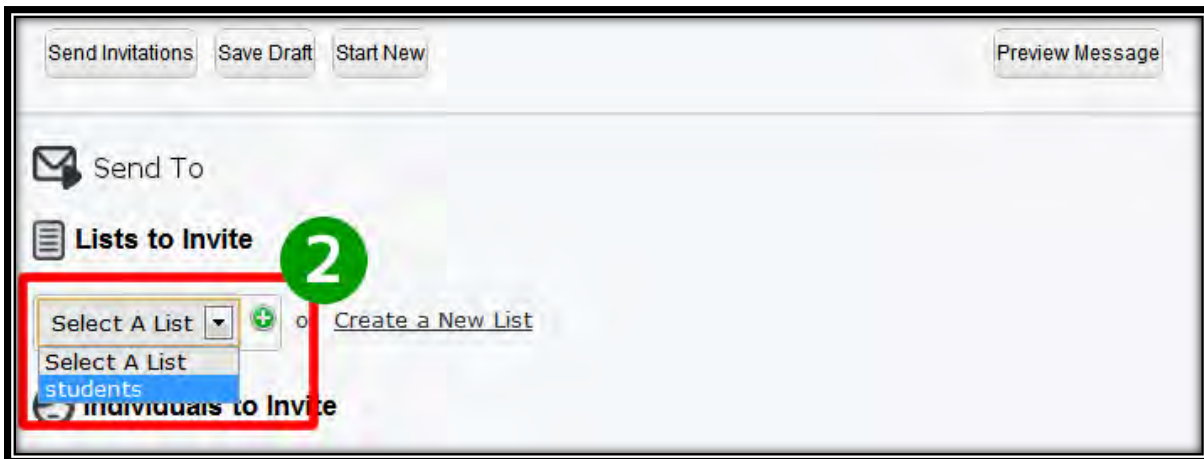 Send Invitations Save Draft Start New Preview Message
Send To
Lists to Invite
2
Select A List or Create a New List
Select A List
students
Individuals to Invite